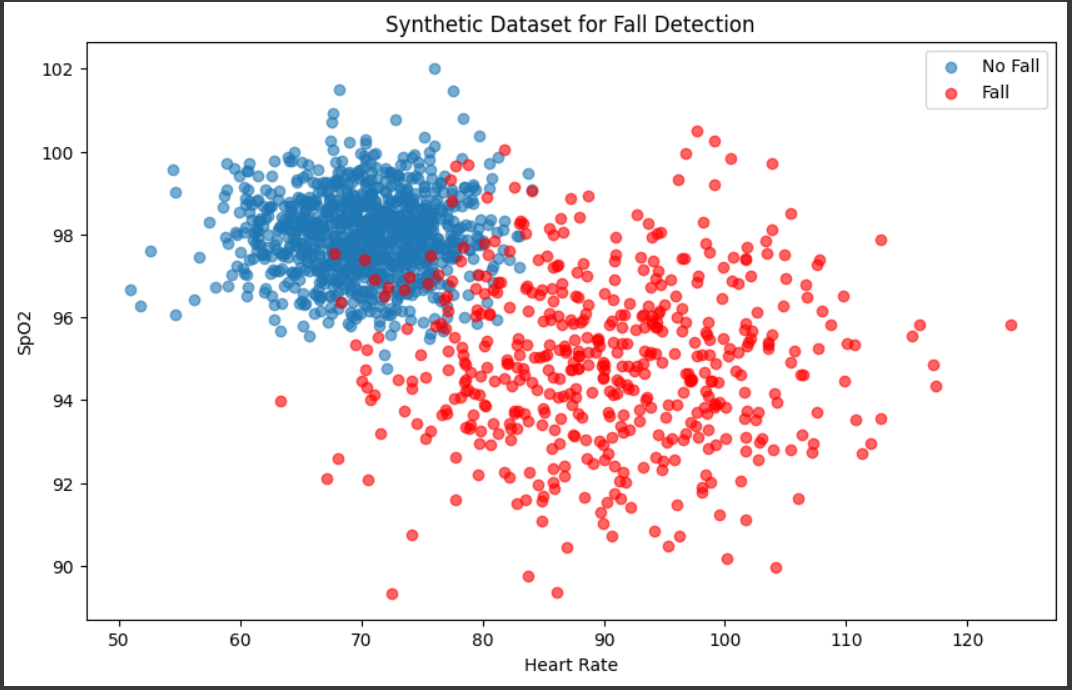 Synthetic Dataset for Fall Detection
No Fall
Fall
102
100
98
96
94
92
90
SpO2
50 60 70 80 90 100 110 120
Heart Rate